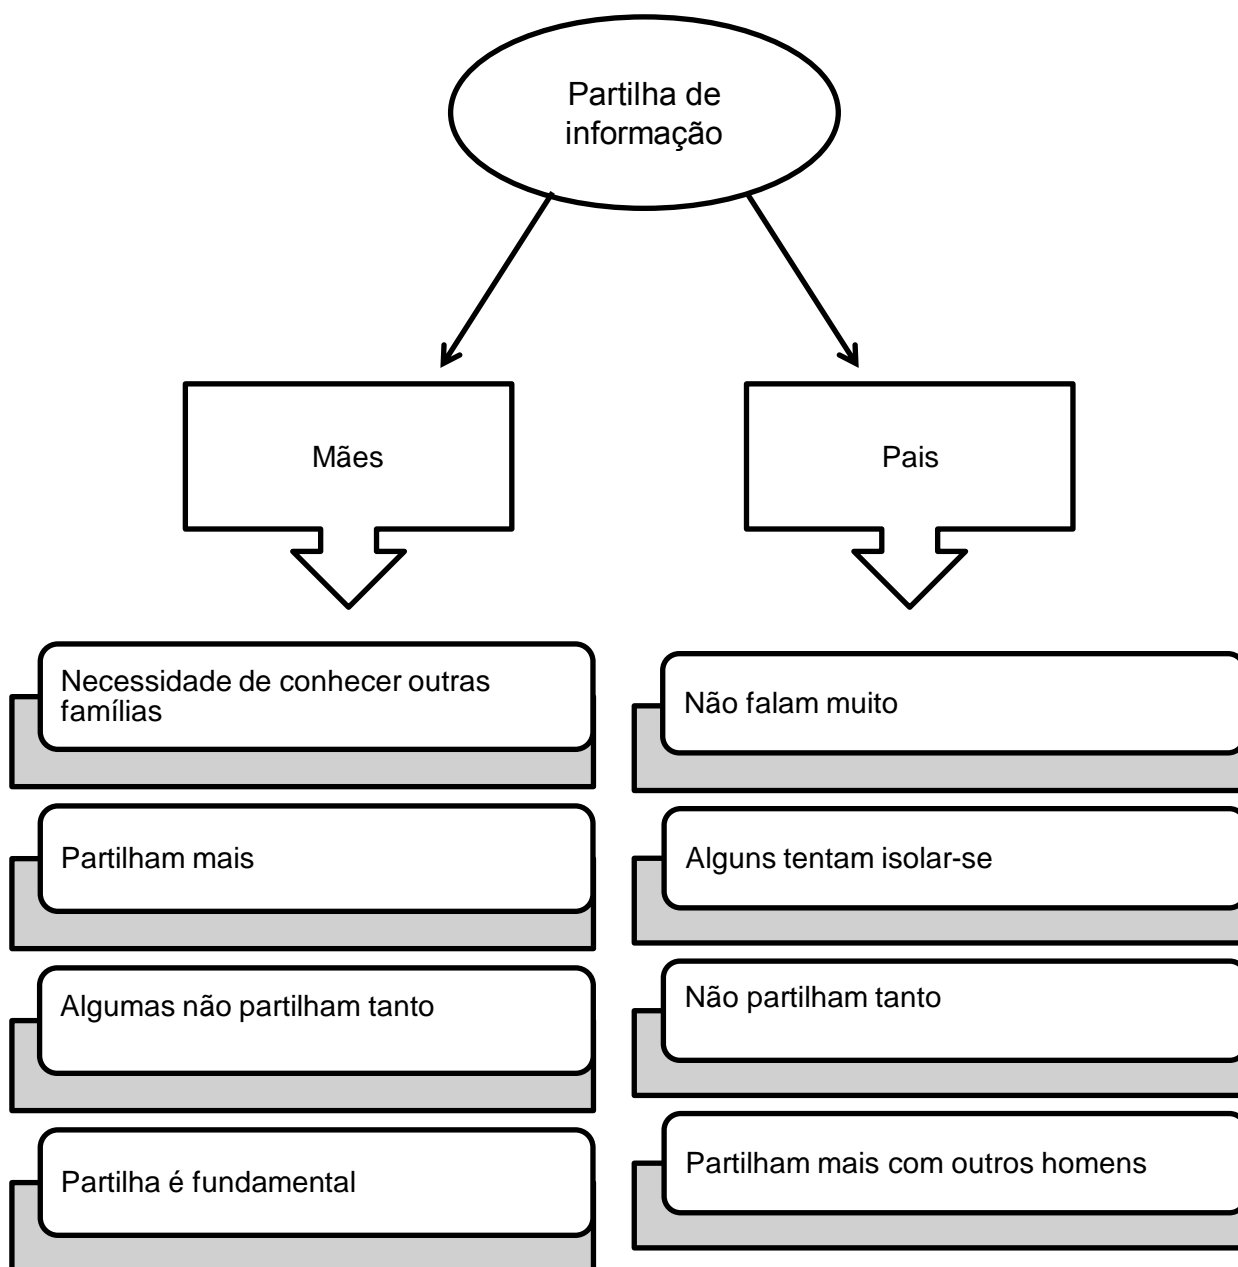 Partilha de
informação
Mães
Pais
Necessidade de conhecer outras
famílias
Partilham mais
Algumas não partilham tanto
Partilha é fundamental
Não falam muito
Alguns tentam isolar-se
Não partilham tanto
Partilham mais com outros homens